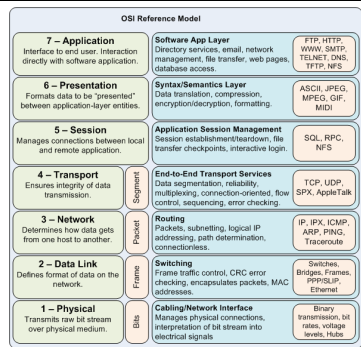 OSI Reference Model
7 – Application
Interface to end user. Interaction
directly with software application.
Software App Layer
Directory services, email, network
management, file transfer, web pages,
database access.
FTP, HTTP,
WWW, SMTP,
TELNET, DNS,
TFTP, NFS
6 – Presentation
Formats data to be "presented"
between application-layer entities.
Syntax/Semantics Layer
Data translation, compression,
encryption/decryption, formatting.
ASCII, JPEG,
MPEG, GIF,
MIDI
5 – Session
Manages connections between local
and remote application.
Application Session Management
Session establishment/teardown, file
transfer checkpoints, interactive login.
SQL, RPC,
NFS
4 – Transport
Ensures integrity of data
transmission.
Segment
End-to-End Transport Services
Data segmentation, reliability,
multiplexing, connection-oriented, flow
control, sequencing, error checking.
TCP, UDP,
SPX, AppleTalk
3 – Network
Determines how data gets
from one host to another.
Packet
Routing
Packets, subnetting, logical IP
addressing, path determination,
connectionless.
IP, IPX, ICMP,
ARP, PING,
Traceroute
2 – Data Link
Defines format of data on the
network.
Frame
Switching
Frame traffic control, CRC error
checking, encapsulates packets, MAC
addresses.
Switches,
Bridges, Frames,
PPP/SLIP,
Ethernet
1 – Physical
Transmits raw bit stream
over physical medium.
Bits
Cabling/Network Interface
Manages physical connections,
interpretation of bit stream into
electrical signals
Binary
transmission, bit
rates, voltage
levels, Hubs